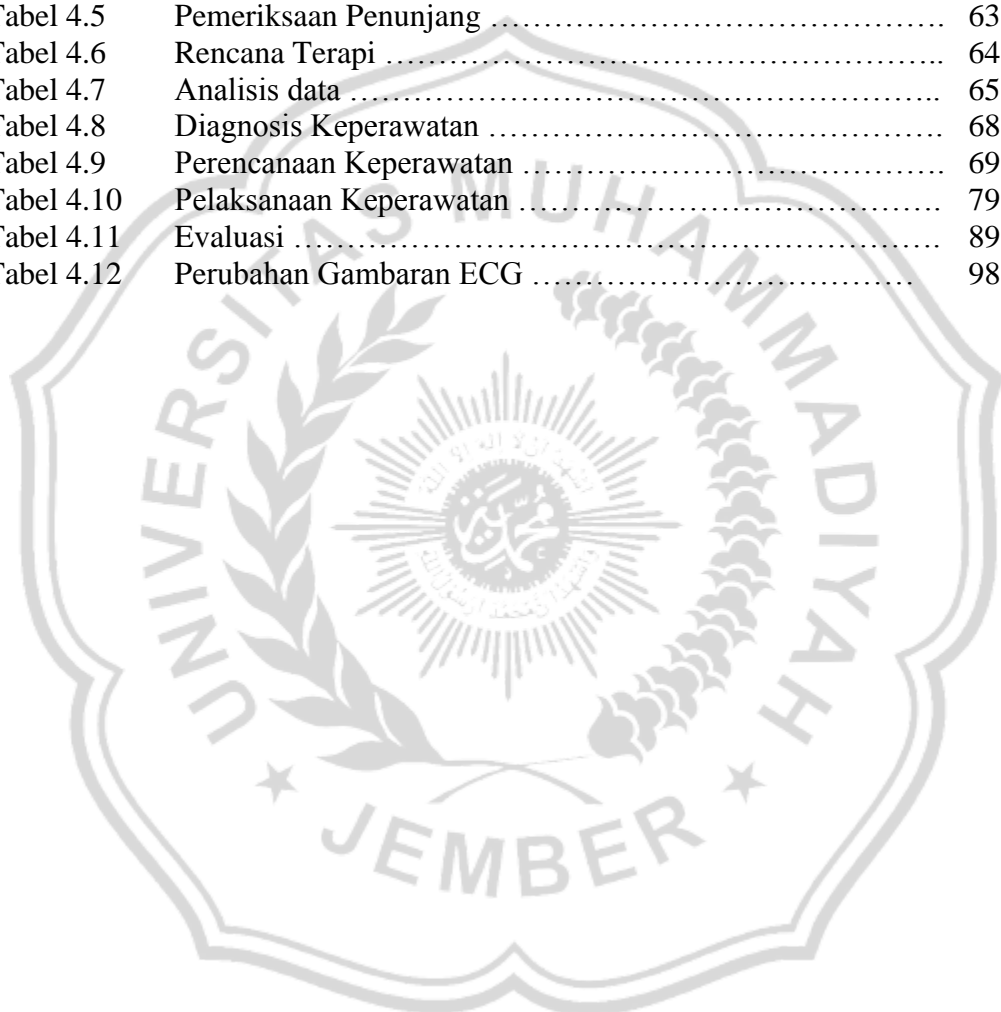 Tabel 4.5 Pemeriksaan Penunjang ……………………………………. 63
Tabel 4.6 Rencana Terapi …………………………………………….. 64
Tabel 4.7 Analisis data ………………………………………………. 65
Tabel 4.8 Diagnosis Keperawatan ……………………………………. 68
Tabel 4.9 Perencanaan Keperawatan …………………………………. 69
Tabel 4.10 Pelaksanaan Keperawatan …………………………………. 79
Tabel 4.11 Evaluasi ……………………………………………………. 89
Tabel 4.12 Perubahan Gambaran ECG ……………………………… 98
UNIVERSITAS MUHAMMADIYAH
JEMBER